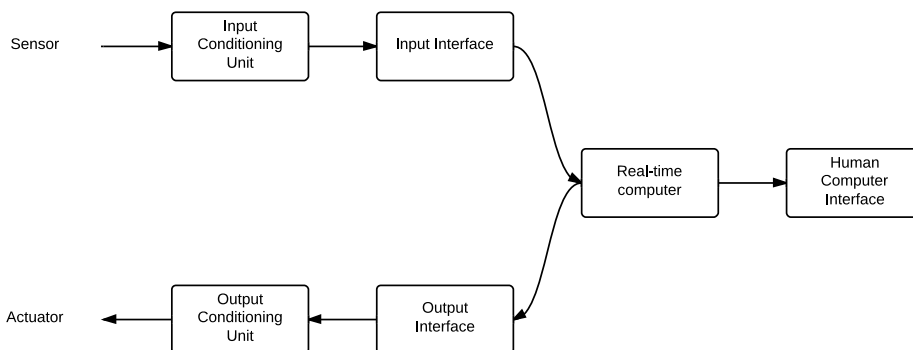 Sensor
Input
Conditioning
Unit
Input Interface
Real-time
computer
Human
Computer
Interface
Actuator
Output
Conditioning
Unit
Output
Interface